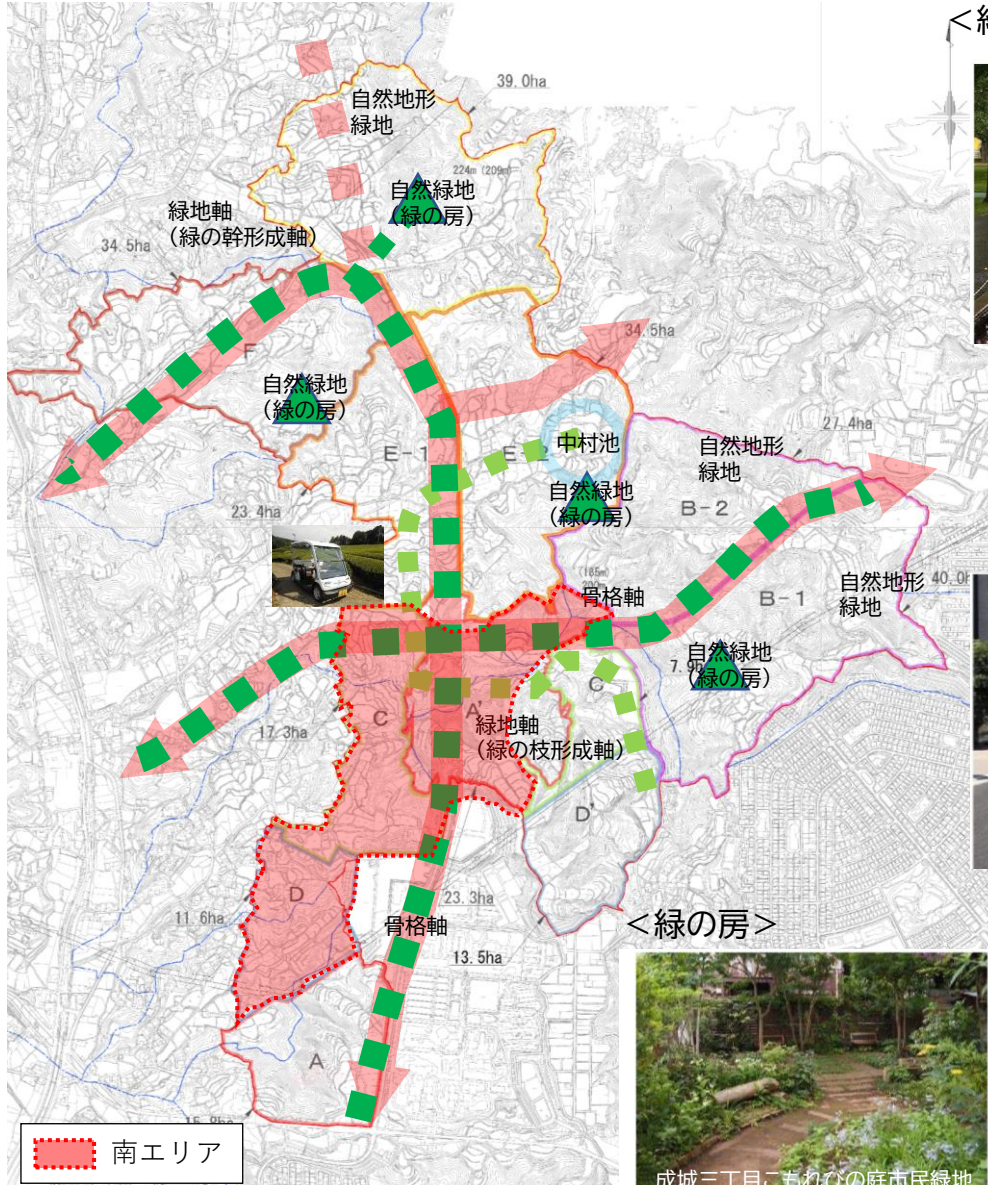 <緑
39.0ha
自然地形
緑地
224m (209m)
自然緑地
(緑の房)
緑地軸
(緑の幹形成軸)
34.5ha
34.5ha
F
自然緑地
(緑の房)
E-1
E-2
中村池
27.4ha
自然地形
緑地
自然緑地
(緑の房)
B-2
23.4ha
(185m)
骨格軸
自然地形
緑地
40.0h
B-1
自然緑地
(緑の房)
7.9h
C
C
A'
17.3ha
緑地軸
(緑の枝形成軸)
D'
D
11.6ha
23.3ha
骨格軸
<緑の房>
13.5ha
A
15.8ha
南エリア
成城三丁目こもれびの庭市民緑地